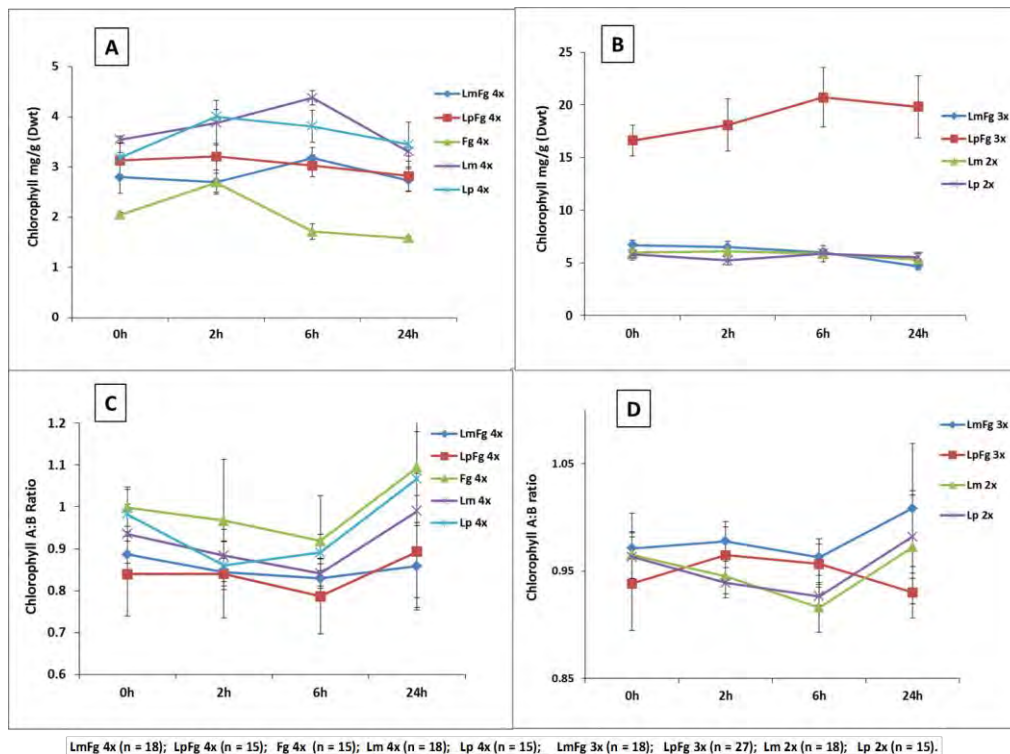 A
Chlorophyll mg/g (Dwt)
5
4
3
2
1
0
0h 2h 6h 24h
LmFg 4x
LpFg 4x
Fg 4x
Lm 4x
Lp 4x
B
Chlorophyll mg/g (Dwt)
25
20
15
10
5
0
0h 2h 6h 24h
LmFg 3x
LpFg 3x
Lm 2x
Lp 2x
C
Chlorophyll A:B Ratio
1.2
1.1
1
0.9
0.8
0.7
0.6
0h 2h 6h 24h
LmFg 4x
LpFg 4x
Fg 4x
Lm 4x
Lp 4x
D
Chlorophyll A:B ratio
1.05
0.95
0.85
0h 2h 6h 24h
LmFg 3x
LpFg 3x
Lm 2x
Lp 2x
LmFg 4x (n = 18); LpFg 4x (n = 15); Fg 4x (n = 15); Lm 4x (n = 18); Lp 4x (n = 15); LmFg 3x (n = 18); LpFg 3x (n = 27); Lm 2x (n = 18); Lp 2x (n = 15).